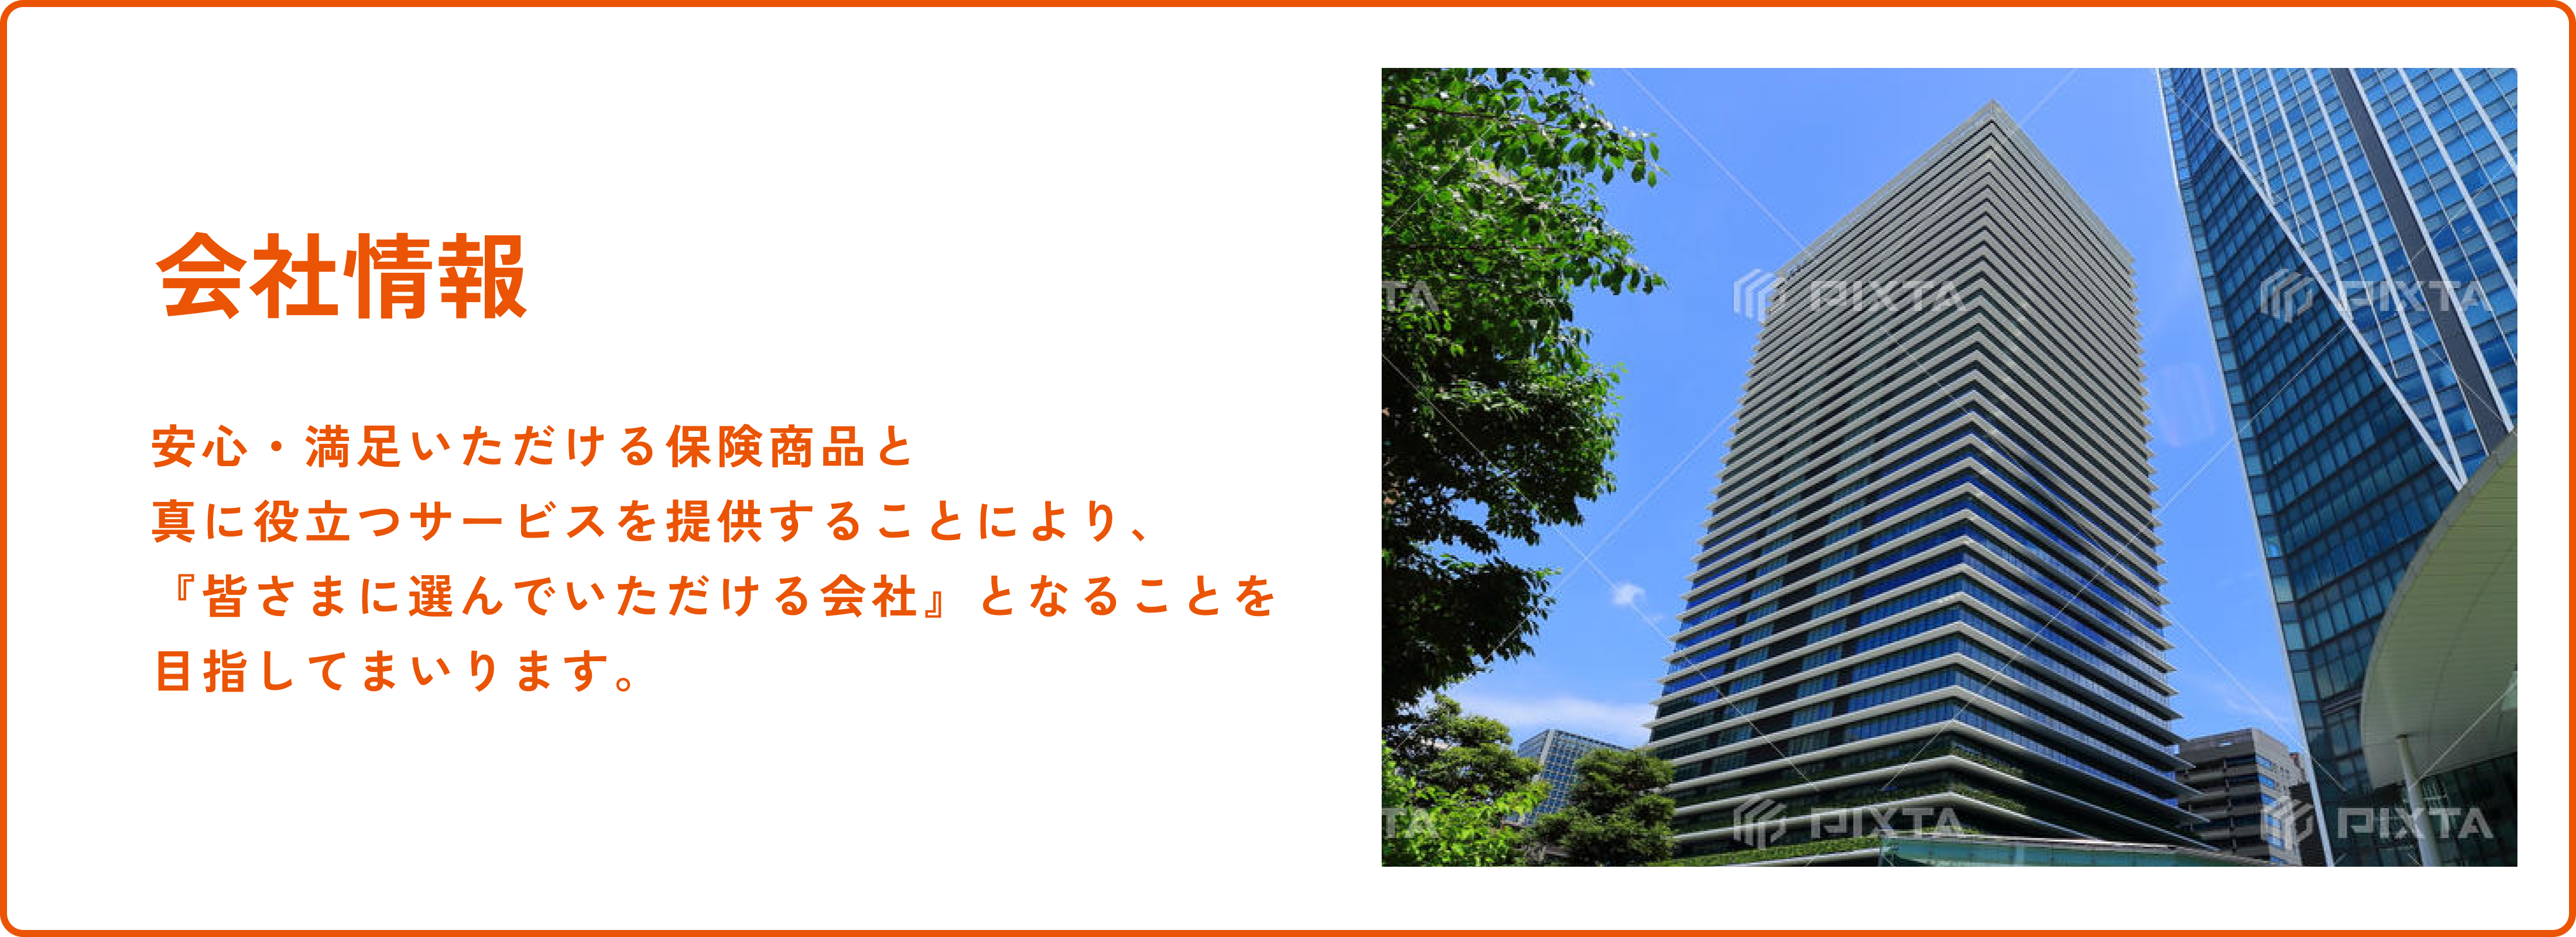 会社情報
安心・満足いただける保険商品と
真に役立つサービスを提供することにより、
『皆さまに選んでいただける会社』となることを
目指してまいります。
TA PIXTA PIXTA
TA PIXTA PIXTA